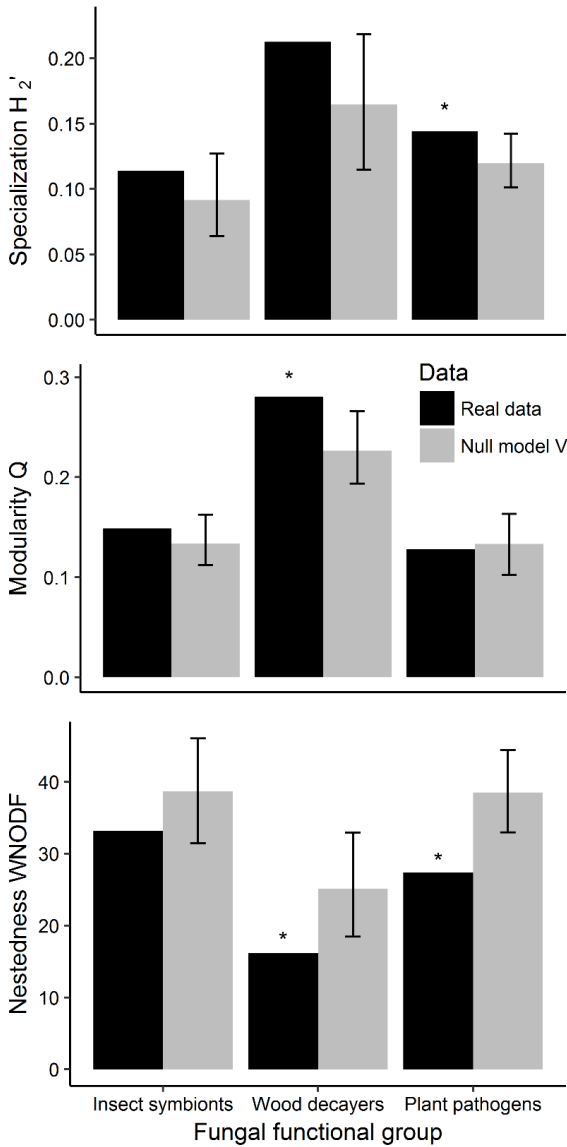 Specialization H₂'
0.20
0.15
0.10
0.05
0.00
*
Modularity Q
0.3
0.2
0.1
0.0
*
Data
Real data
Null model V
Nestedness WNODF
40
30
20
10
0
*
*
Insect symbionts
Wood decayers
Plant pathogens
Fungal functional group